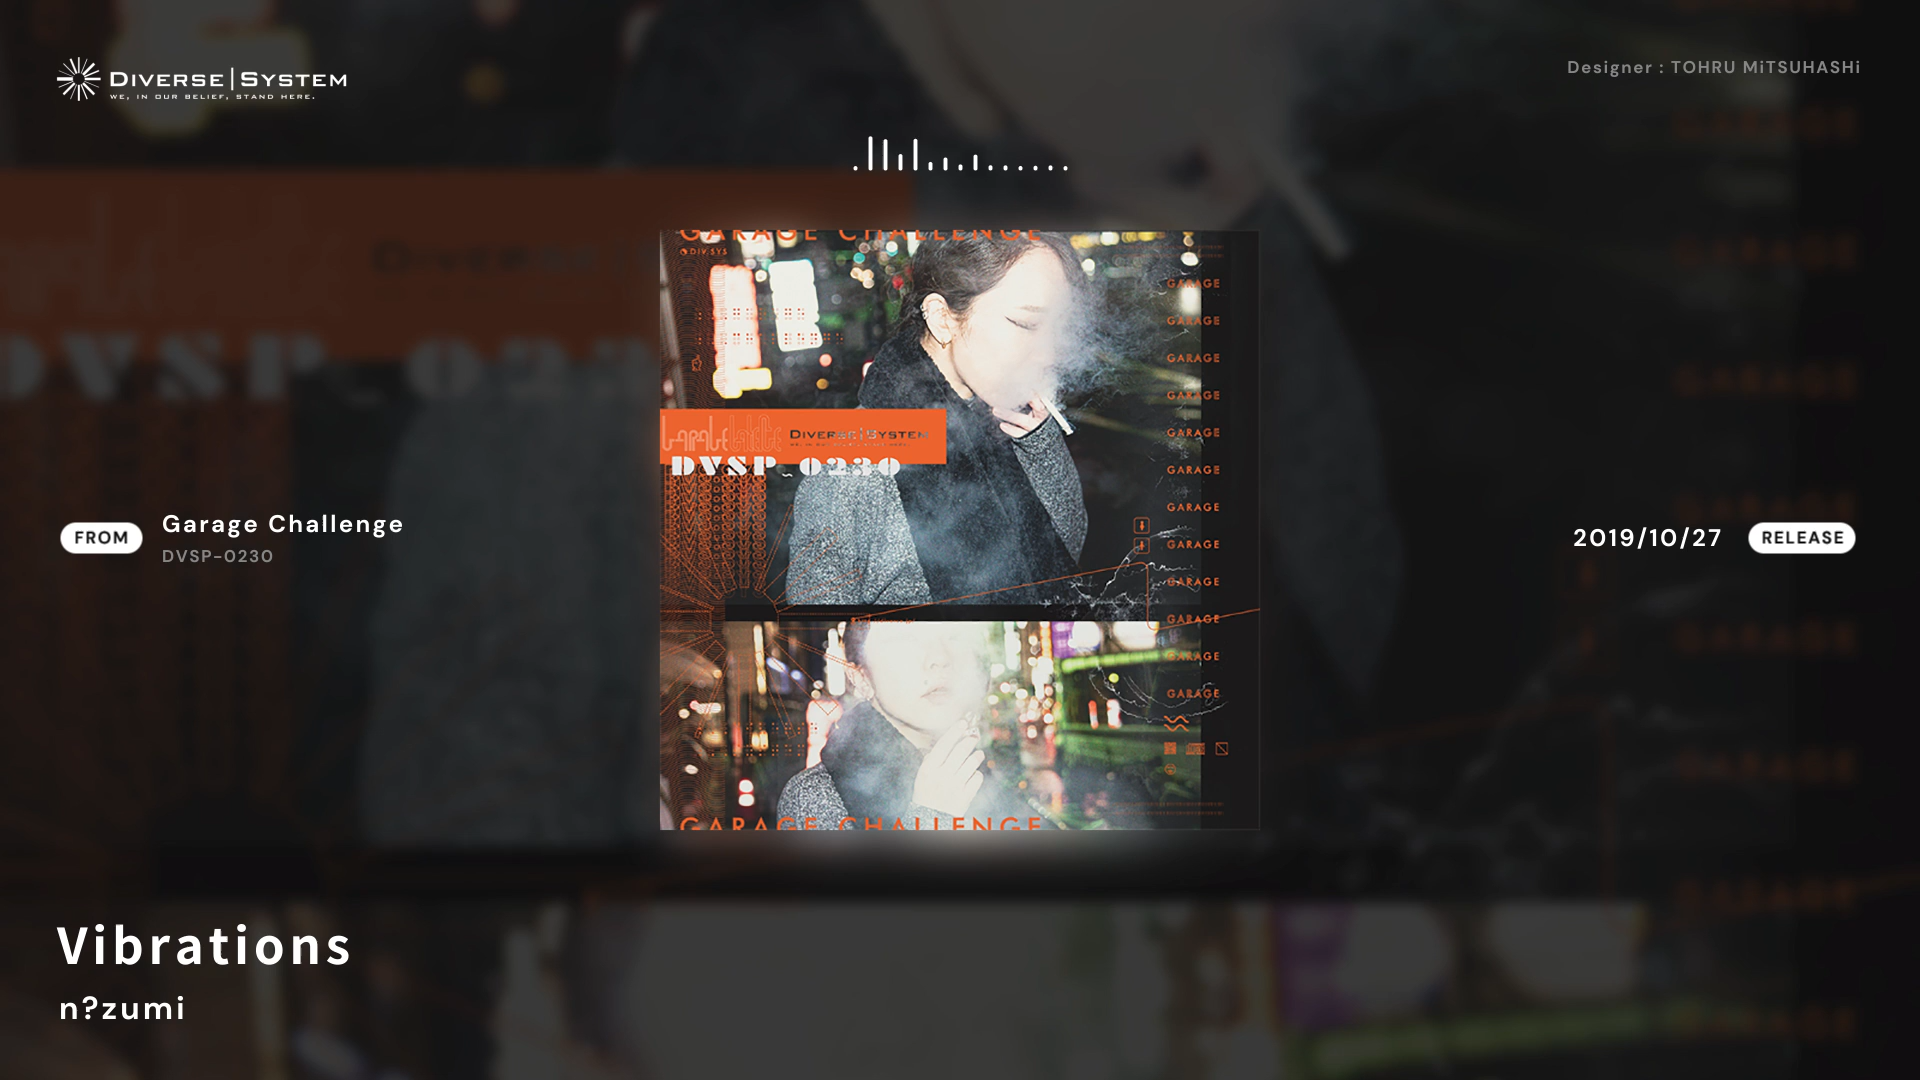 DIVERSE|SYSTEM
WE, IN OUR BELIEF, STAND HERE.
Designer : TOHRU MiTSUHASHi
GARAGE CHALLENGE
DIV:SYS
GARAGE
GARAGE
GARAGE
GARAGE
GARAGE
GARAGE
GARAGE
GARAGE
GARAGE
GARAGE
GARAGE
GARAGE
DIVERSE|SYSTEM
DVSP_0230
GARAGE CHALLENGE
FROM
Garage Challenge
DVSP-0230
2019/10/27
RELEASE
Vibrations
n?zumi